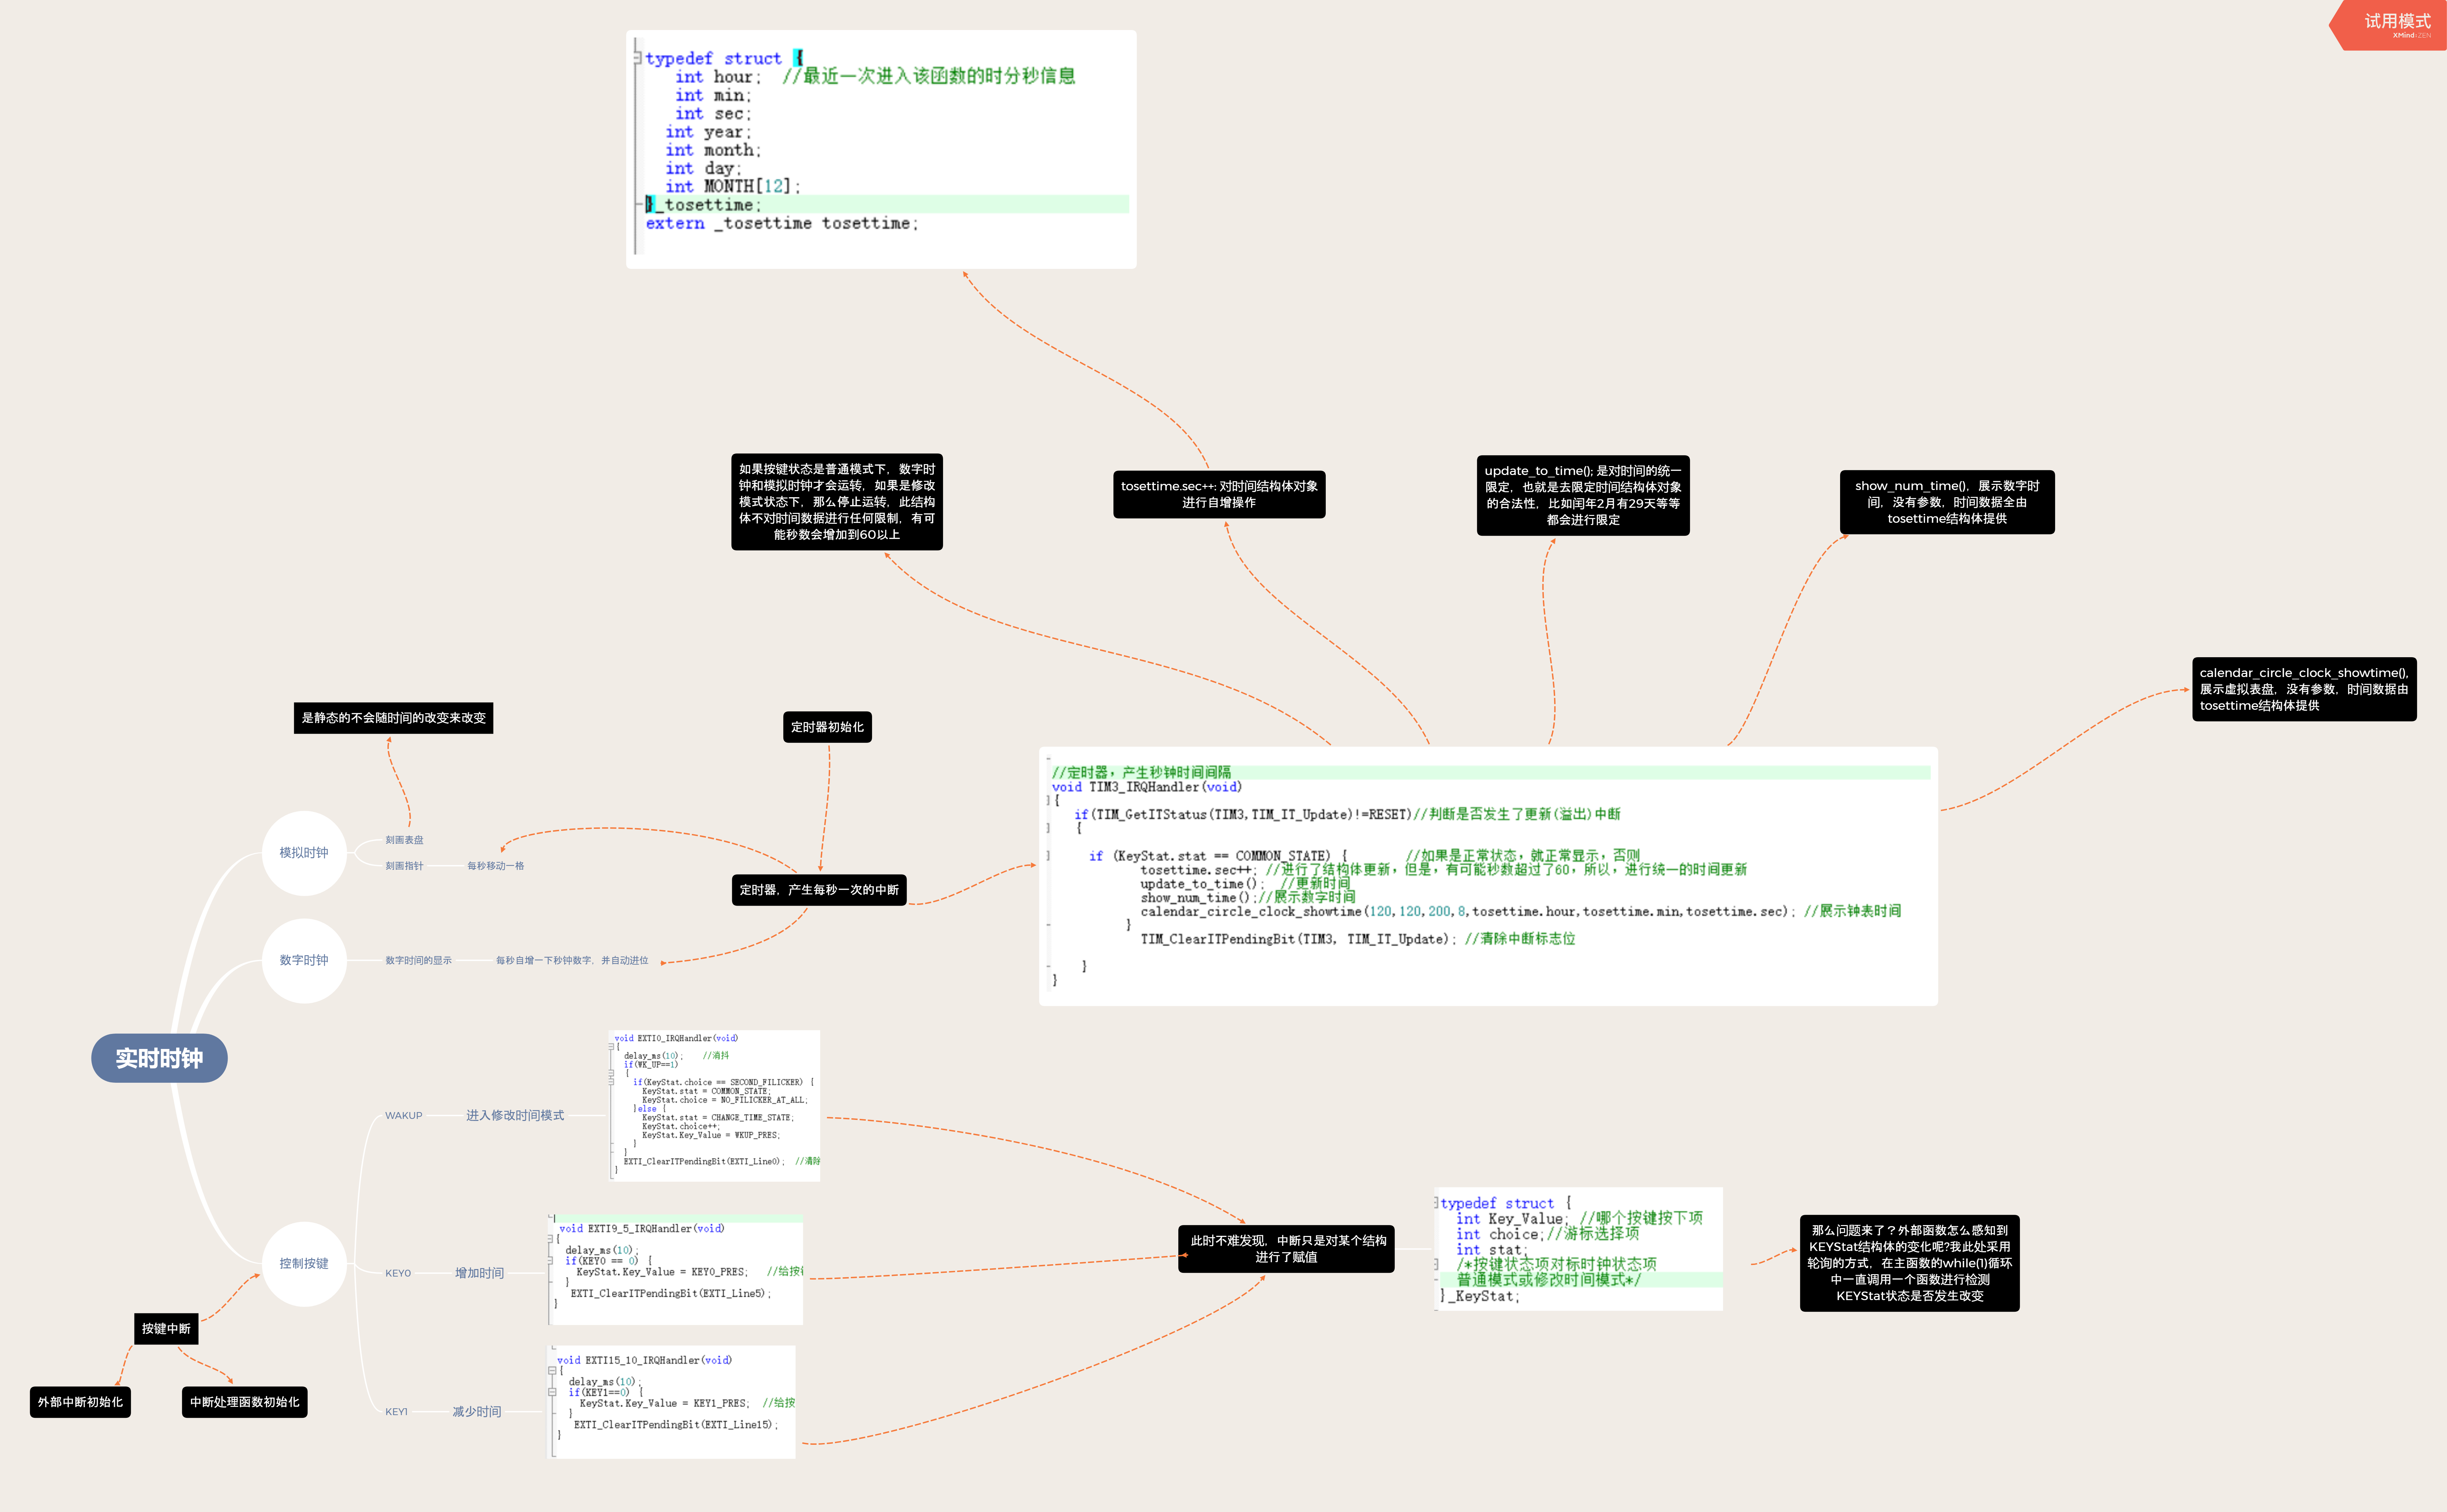 试用模式
XMind:ZEN
typedef struct {
int hour; //最近一次进入该函数的时分秒信息
int min;
int sec;
int year;
int month;
int day;
int MONTH[12];
}_tosettime;
extern _tosettime tosettime;
如果按键状态是普通模式下，数字时
钟和模拟时钟才会运转，如果是修改
模式状态下，那么停止运转，此结构
体不对时间数据进行任何限制，有可
能秒数会增加到60以上
tosettime.sec++: 对时间结构体对象
进行自增操作
update_to_time(); 是对时间的统一
限定，也就是去限定时间结构体对象
的合法性，比如闰年2月有29天等等
都会进行限定
show_num_time()，展示数字时
间，没有参数，时间数据全由
tosettime结构体提供
calendar_circle_clock_showtime(),
展示虚拟表盘，没有参数，时间数据由
tosettime结构体提供
是静态的不会随时间的改变来改变
定时器初始化
//定时器，产生秒钟时间间隔
void TIM3_IRQHandler(void)
{
if(TIM_GetITStatus(TIM3,TIM_IT_Update)!=RESET)//判断是否发生了更新(溢出)中断
{
if (KeyStat.stat == COMMON_STATE) { //如果是正常状态，就正常显示，否则
tosettime.sec++; //进行了结构体更新，但是，有可能秒数超过了60，所以，进行统一的时间更新
update_to_time(); //更新时间
show_num_time();//展示数字时间
calendar_circle_clock_showtime(120,120,200,8,tosettime.hour,tosettime.min,tosettime.sec); //展示钟表时间
}
TIM_ClearITPendingBit(TIM3, TIM_IT_Update); //清除中断标志位
}
}
模拟时钟
刻画表盘
刻画指针
每秒移动一格
定时器，产生每秒一次的中断
数字时钟
数字时间的显示
每秒自增一下秒钟数字，并自动进位
实时时钟
控制按键
WAKUP
进入修改时间模式
void EXTI0_IRQHandler(void)
{
delay_ms(10); //消抖
if(WK_UP==1)
{
if(KeyStat.choice == SECOND_FILICKER) {
KeyStat.stat = COMMON_STATE;
KeyStat.choice = NO_FILICKER_AT_ALL;
}else {
KeyStat.stat = CHANGE_TIME_STATE;
KeyStat.choice++;
KeyStat.Key_Value = WKUP_PRES;
}
}
EXTI_ClearITPendingBit(EXTI_Line0); //清除
}
KEY0
增加时间
void EXTI9_5_IRQHandler(void)
{
delay_ms(10);
if(KEY0 == 0) {
KeyStat.Key_Value = KEY0_PRES; //给按
}
EXTI_ClearITPendingBit(EXTI_Line5);
}
KEY1
减少时间
void EXTI15_10_IRQHandler(void)
{
delay_ms(10);
if(KEY1==0) {
KeyStat.Key_Value = KEY1_PRES; //给按
}
EXTI_ClearITPendingBit(EXTI_Line15);
}
此时不难发现，中断只是对某个结构
进行了赋值
typedef struct {
int Key_Value; //哪个按键按下项
int choice;//游标选择项
int stat;
/*按键状态项对标时钟状态项
普通模式或修改时间模式*/
}_KeyStat;
那么问题来了？外部函数怎么感知到
KEYStat结构体的变化呢?我此处采用
轮询的方式，在主函数的while(1)循环
中一直调用一个函数进行检测
KEYStat状态是否发生改变
按键中断
外部中断初始化
中断处理函数初始化